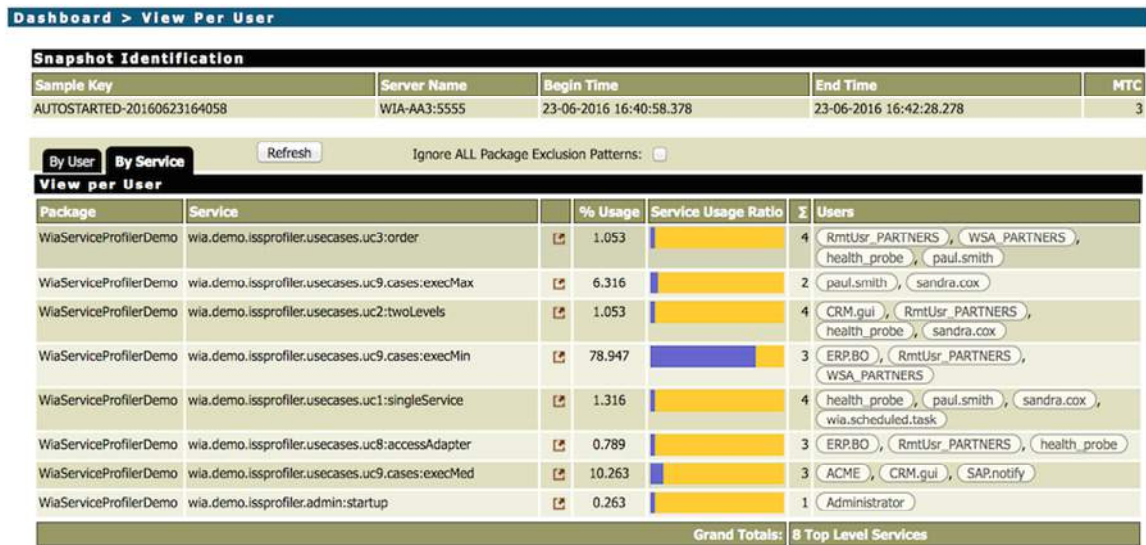 Dashboard > View Per User
Snapshot Identification
Sample Key Server Name Begin Time End Time MTC
AUTOSTARTED-20160623164058 WIA-AA3:5555 23-06-2016 16:40:58.378 23-06-2016 16:42:28.278 3
By User By Service Refresh Ignore ALL Package Exclusion Patterns:
View per User
Package Service % Usage Service Usage Ratio Σ Users
WiaServiceProfilerDemo wia.demo.issprofiler.usecases.uc3:order 1.053 4 RmtUsr_PARTNERS, WSA_PARTNERS,
health_probe, paul.smith
WiaServiceProfilerDemo wia.demo.issprofiler.usecases.uc9.cases:execMax 6.316 2 paul.smith, sandra.cox
WiaServiceProfilerDemo wia.demo.issprofiler.usecases.uc2:twoLevels 1.053 4 CRM.gui, RmtUsr_PARTNERS,
health_probe, sandra.cox
WiaServiceProfilerDemo wia.demo.issprofiler.usecases.uc9.cases:execMin 78.947 3 ERP.BO, RmtUsr_PARTNERS,
WSA_PARTNERS
WiaServiceProfilerDemo wia.demo.issprofiler.usecases.uc1:singleService 1.316 4 health_probe, paul.smith, sandra.cox,
wia.scheduled.task
WiaServiceProfilerDemo wia.demo.issprofiler.usecases.uc8:accessAdapter 0.789 3 ERP.BO, RmtUsr_PARTNERS, health_probe
WiaServiceProfilerDemo wia.demo.issprofiler.usecases.uc9.cases:execMed 10.263 3 ACME, CRM.gui, SAP.notify
WiaServiceProfilerDemo wia.demo.issprofiler.admin:startup 0.263 1 Administrator
Grand Totals: 8 Top Level Services